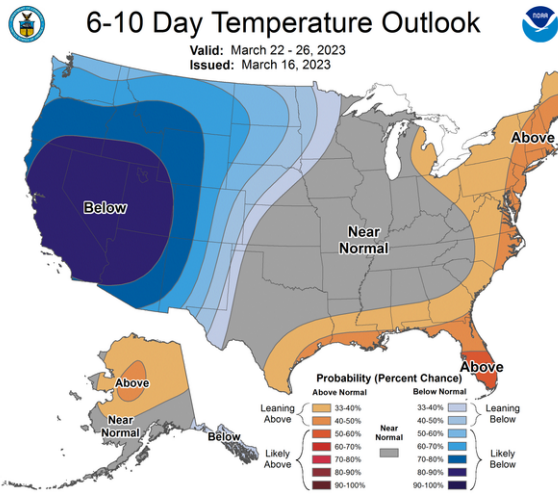 6-10 Day Temperature Outlook
Valid: March 22 - 26, 2023
Issued: March 16, 2023
NOAA
Above
Below
Near
Normal
Above
Above
Near
Normal
Below
Probability (Percent Chance)
Above Normal
Below Normal
Leaning
Above
33-40%
40-50%
Likely
Above
50-60%
60-70%
70-80%
80-90%
90-100%
Near
Normal
33-40%
40-50%
Leaning
Below
50-60%
60-70%
70-80%
80-90%
90-100%
Likely
Below